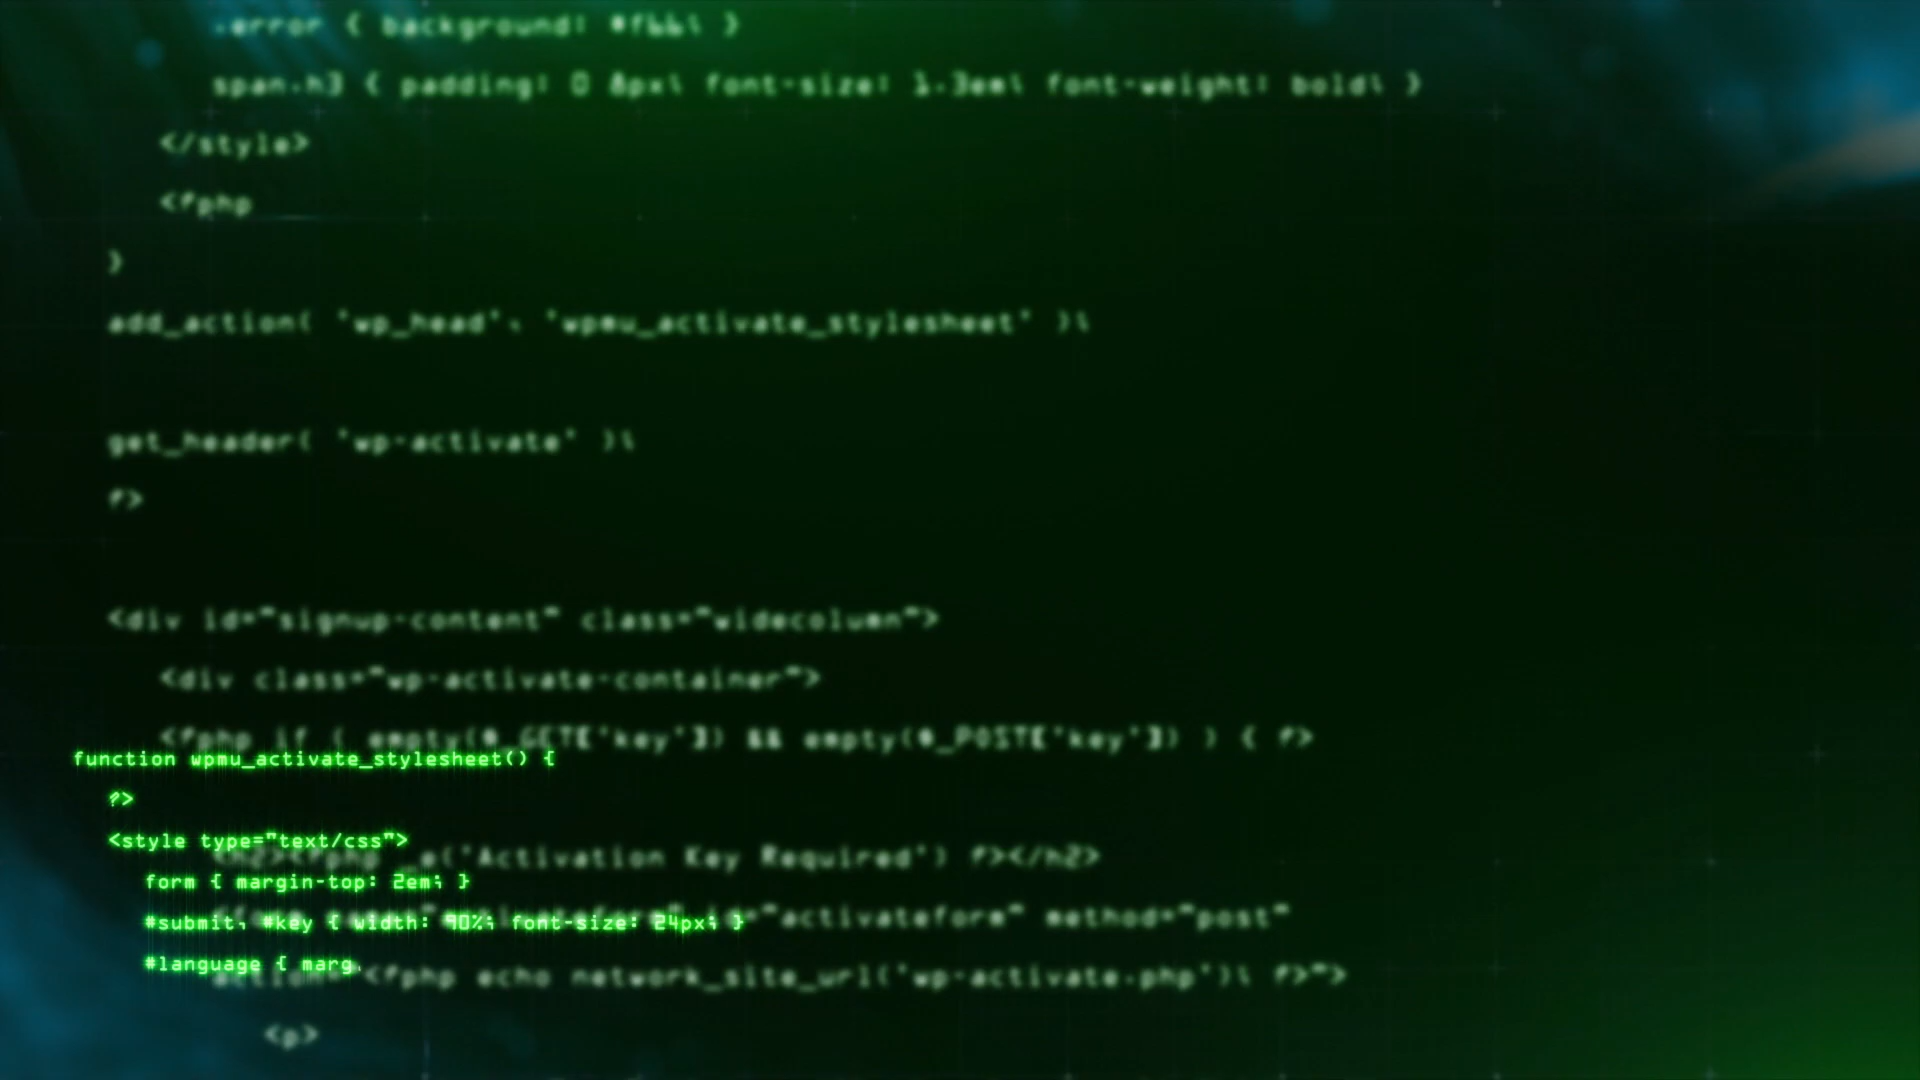 .error { background: #f66; }
span.h3 { padding: 0 8px; font-size: 1.3em; font-weight: bold; }
</style>
<?php
}
add_action( 'wp_head', 'wpmu_activate_stylesheet' );
get_header( 'wp-activate' );
?>
<div id="signup-content" class="widecolumn">
<div class="wp-activate-container">
<?php if ( empty($_GET['key']) && empty($_POST['key']) ) { ?>
function wpmu_activate_stylesheet() {
?>
<style type="text/css">
<h2><?php _e('Activation Key Required') ?></h2>
form { margin-top: 2em; }
#submit, #key { width: 90%; font-size: 24px; }
id="activateform" method="post"
#language { marg
action="<?php echo network_site_url('wp-activate.php'); ?>">
<p>